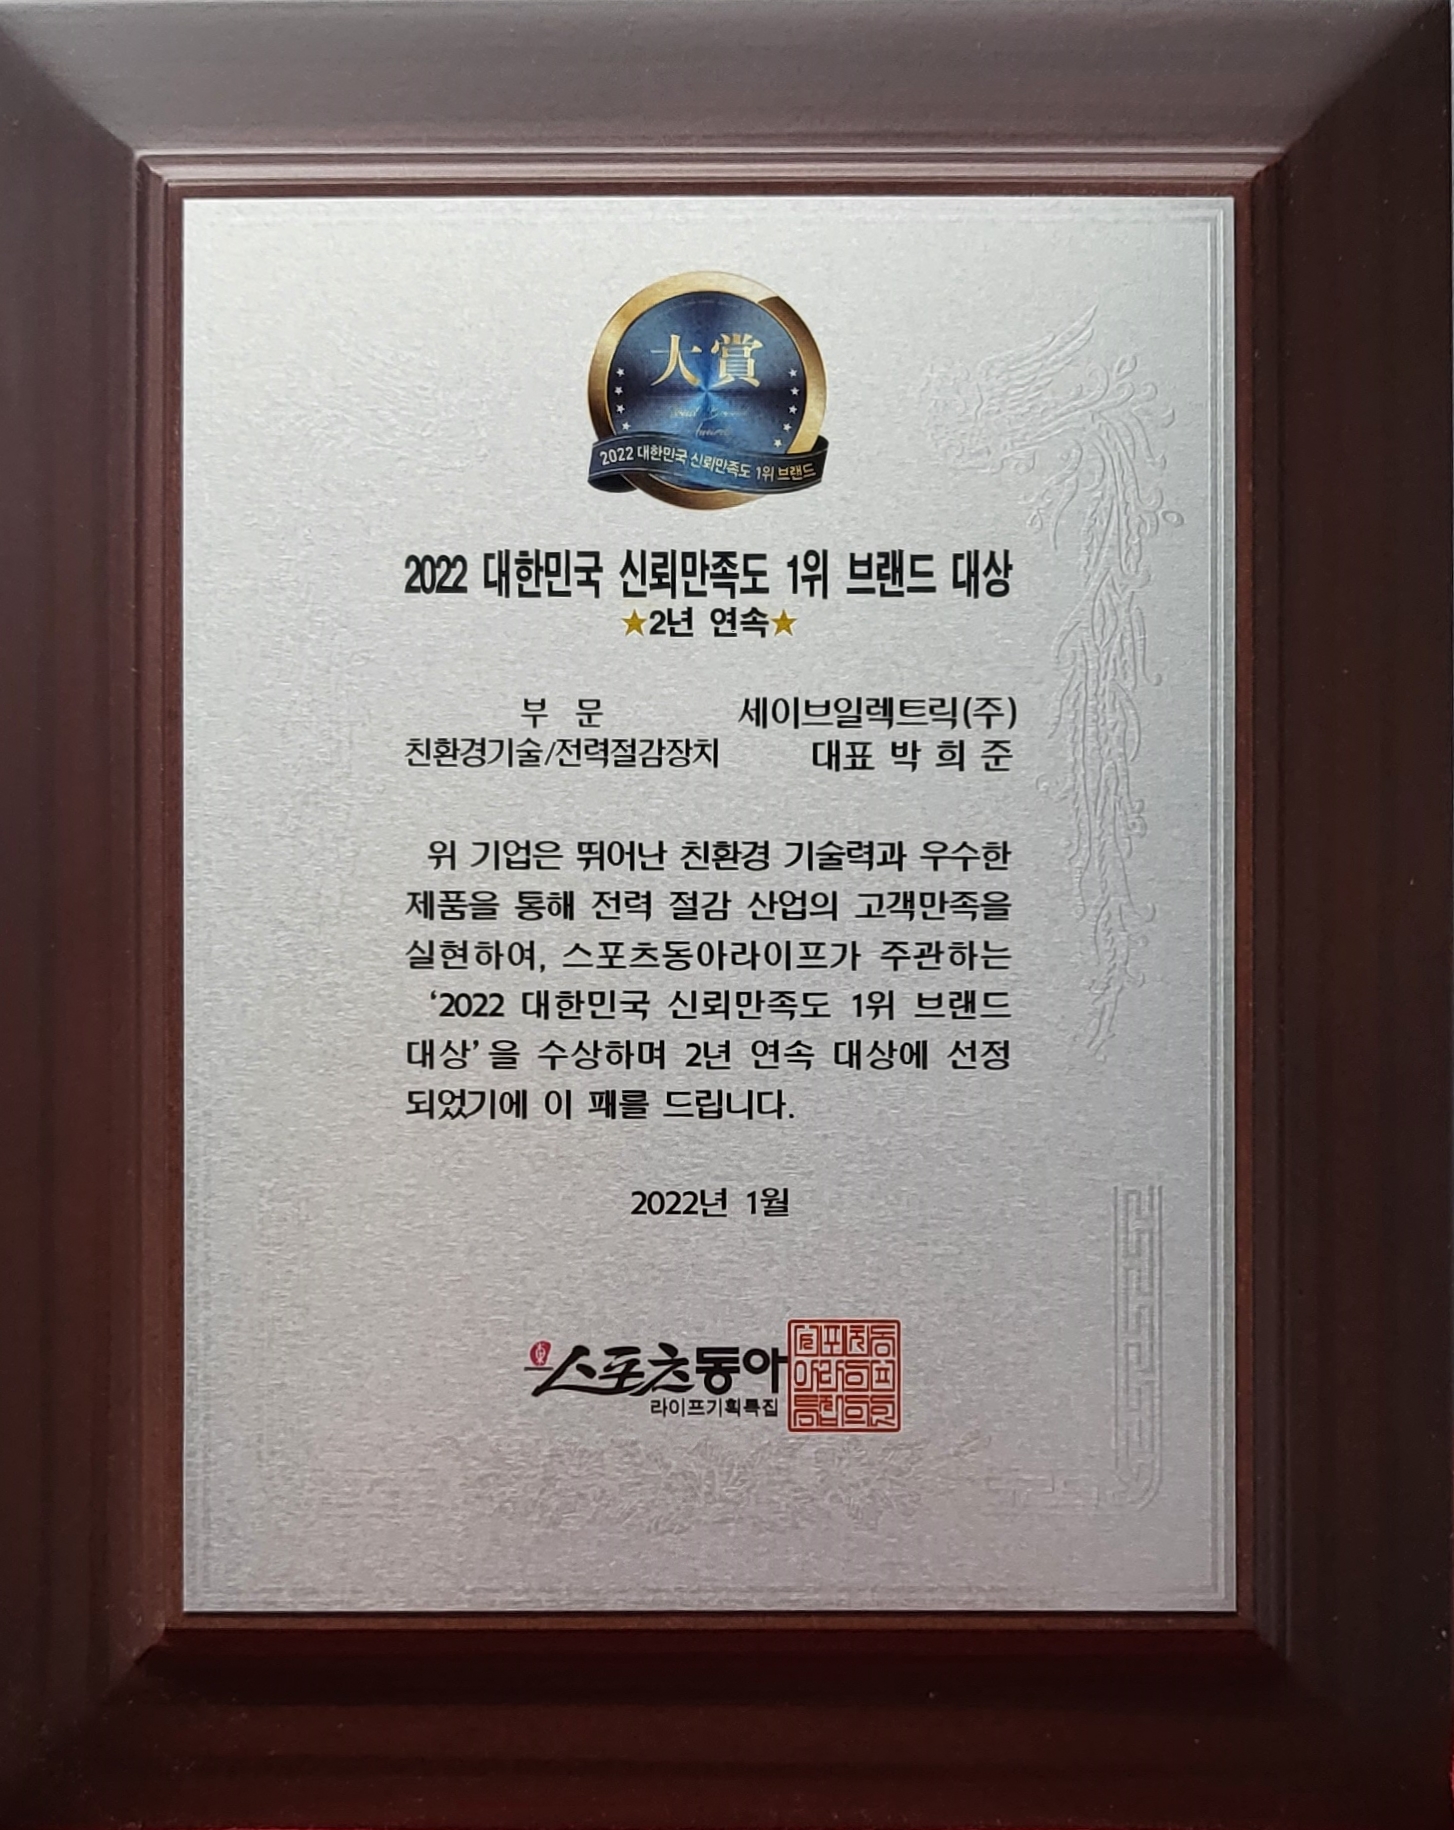 大賞
2022 대한민국 신뢰만족도 1위 브랜드
2022 대한민국 신뢰만족도 1위 브랜드 대상
★2년 연속★
부 문
친환경기술/전력절감장치
세이브일렉트릭(주)
대표 박 희 준
위 기업은 뛰어난 친환경 기술력과 우수한
제품을 통해 전력 절감 산업의 고객만족을
실현하여, 스포츠동아라이프가 주관하는
‘2022 대한민국 신뢰만족도 1위 브랜드
대상’을 수상하며 2년 연속 대상에 선정
되었기에 이 패를 드립니다.
2022년 1월
스포츠동아
라이프기획특집